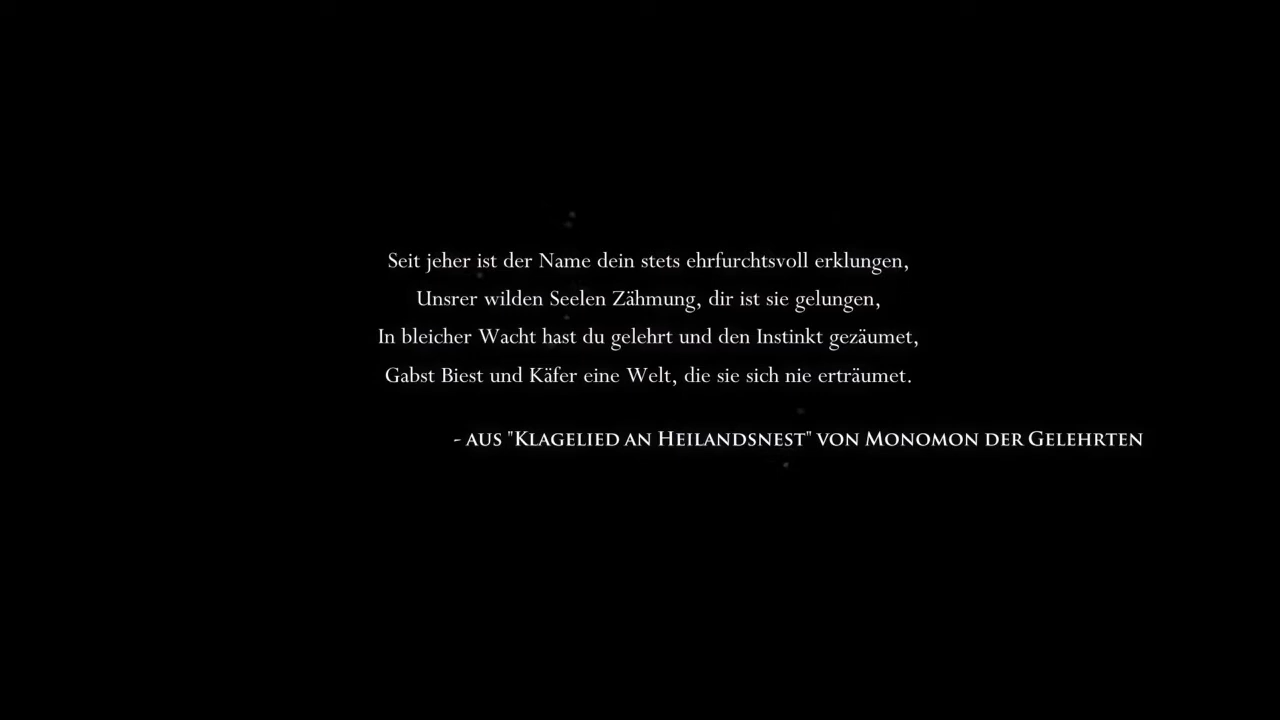 Seit jeher ist der Name dein stets ehrfurchtsvoll erklungen,
Unsrer wilden Seelen Zähmung, dir ist sie gelungen,
In bleicher Wacht hast du gelehrt und den Instinkt gezäumet,
Gabst Biest und Käfer eine Welt, die sie sich nie erträumet.
- AUS "KLAGELIED AN HEILANDSNEST" VON MONOMON DER GELEHRTEN